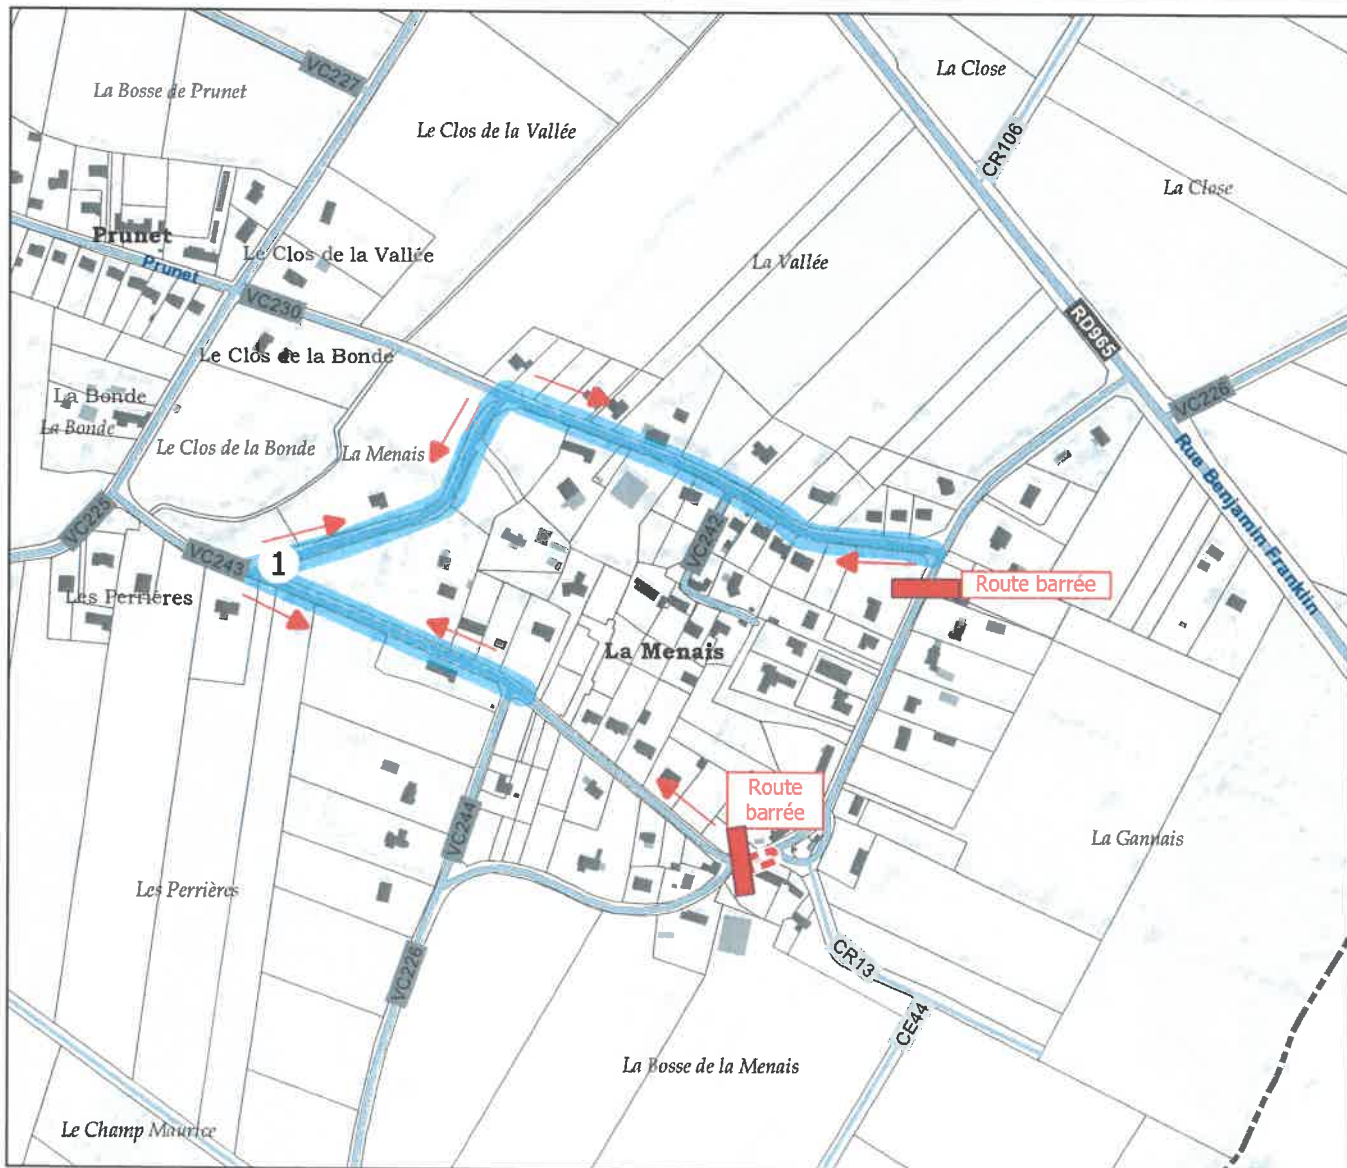 VC227
La Close
La Bosse de Prunet
Le Clos de la Vallée
CR106
La Close
Prunet
Prunet
Le Clos de la Vallée
La Vallée
VC230
RD965
Le Clos de la Bonde
La Bonde
La Bonde
VC226
Le Clos de la Bonde
La Menais
Rue Benjamin Franklin
VC225
VC242
VC243
1
Route barrée
Les Perrières
La Menais
Route
barrée
VC244
La Gannais
Les Perrières
VC226
CR13
CE44
La Bosse de la Menais
Le Champ Maurice